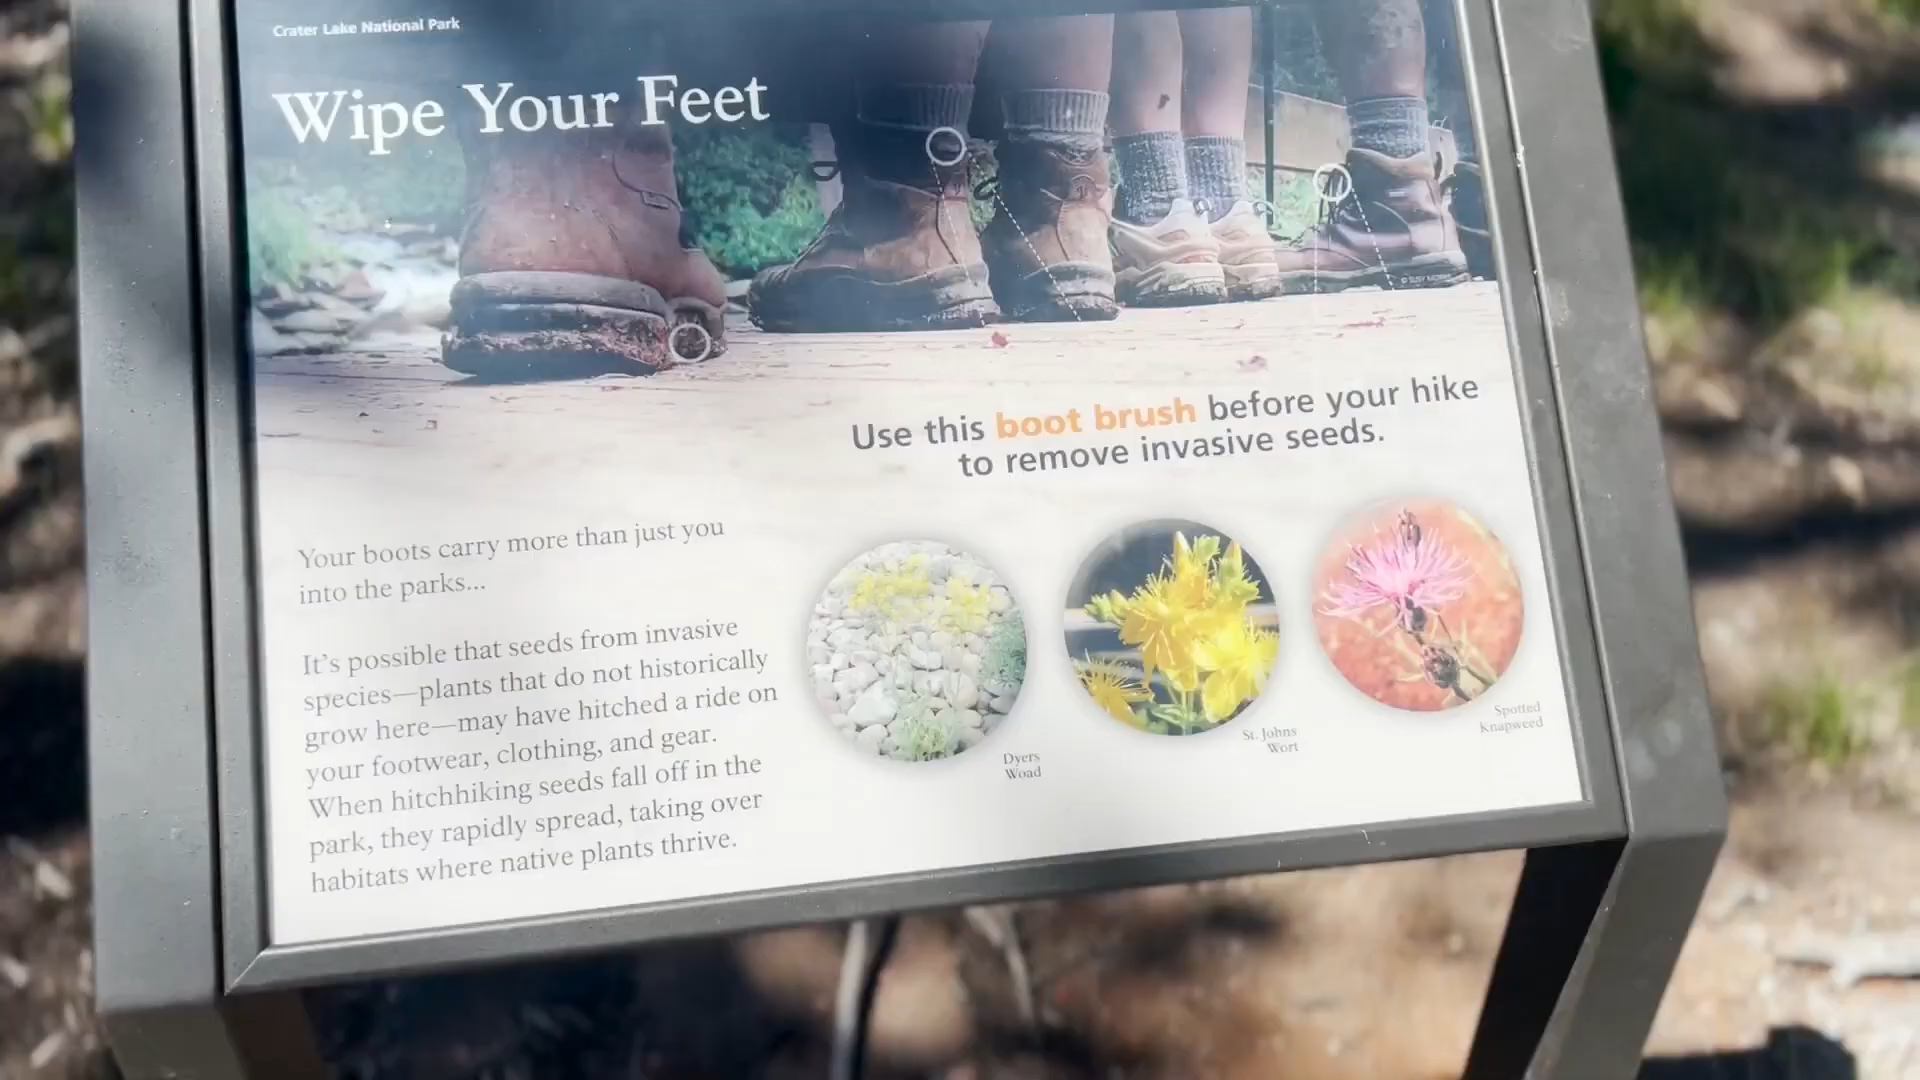 Crater Lake National Park
Wipe Your Feet
Use this boot brush before your hike
to remove invasive seeds.
Your boots carry more than just you
into the parks...
It's possible that seeds from invasive
species—plants that do not historically
grow here—may have hitched a ride on
your footwear, clothing, and gear.
When hitchhiking seeds fall off in the
park, they rapidly spread, taking over
habitats where native plants thrive.
Dyers
Woad
St. Johns
Wort
Spotted
Knapweed